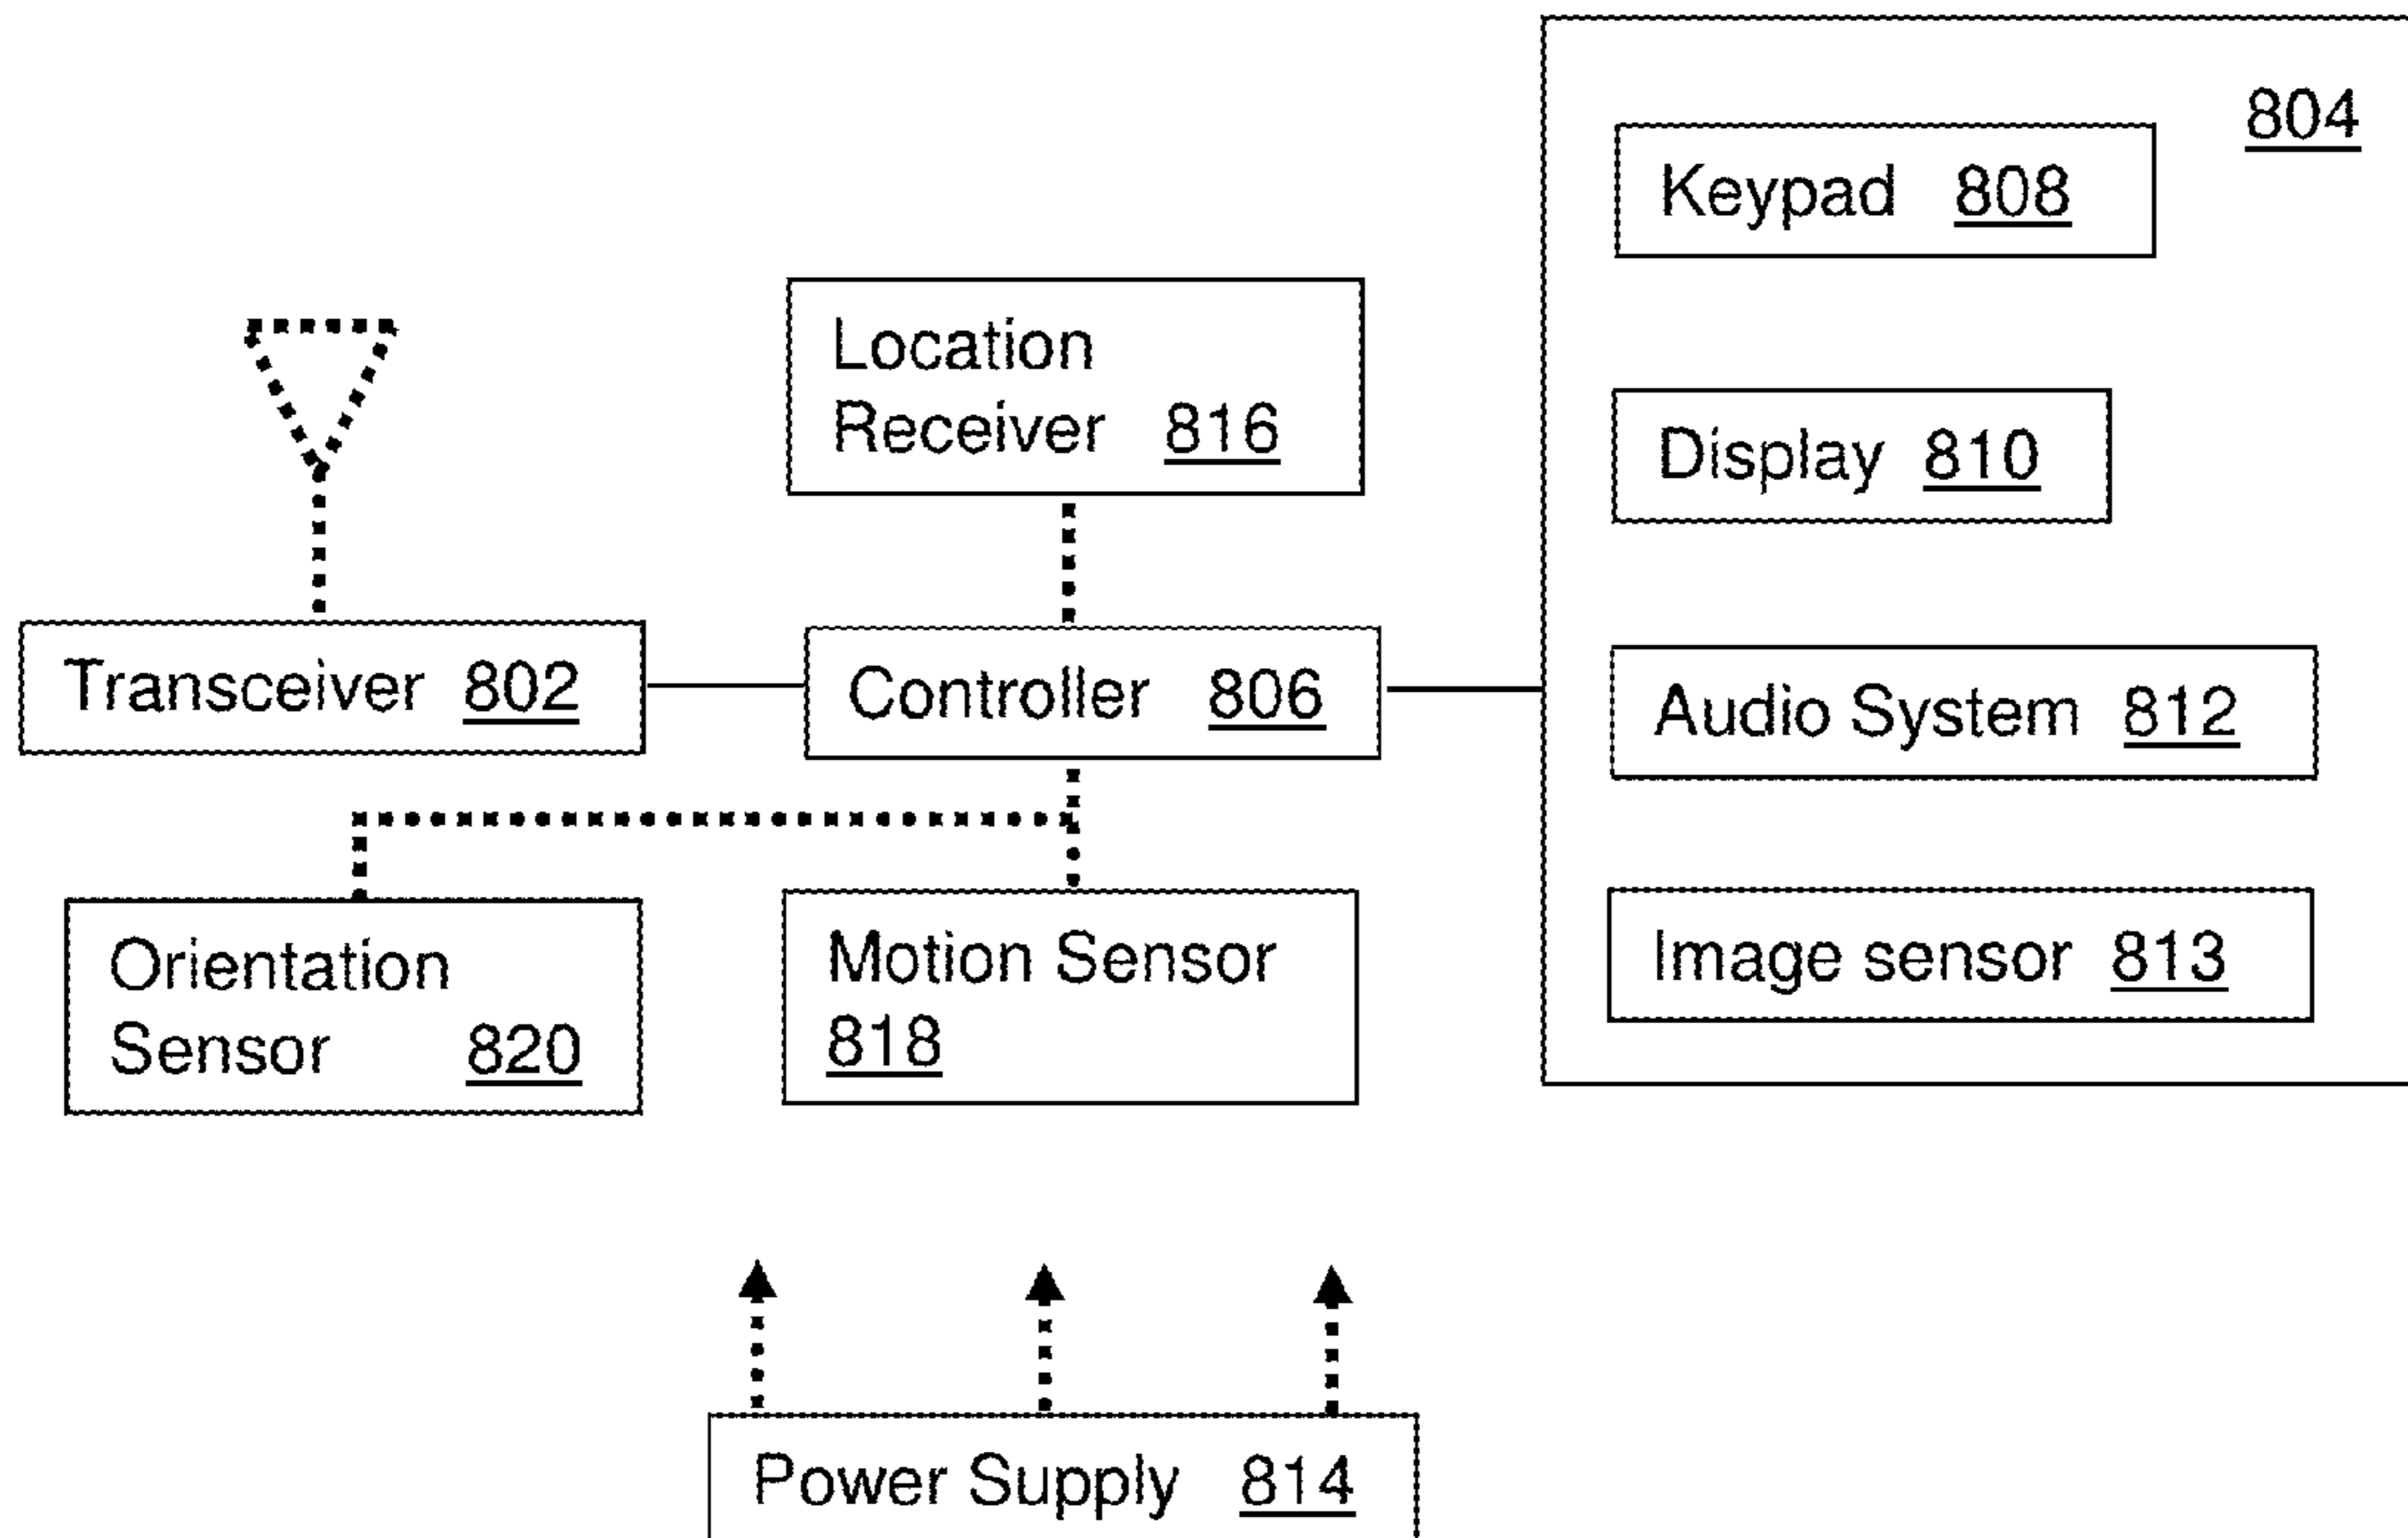 804
Keypad 808
Location
Receiver 816
Display 810
Transceiver 802
Controller 806
Audio System 812
Orientation
Sensor 820
Motion Sensor
818
Image sensor 813
Power Supply 814